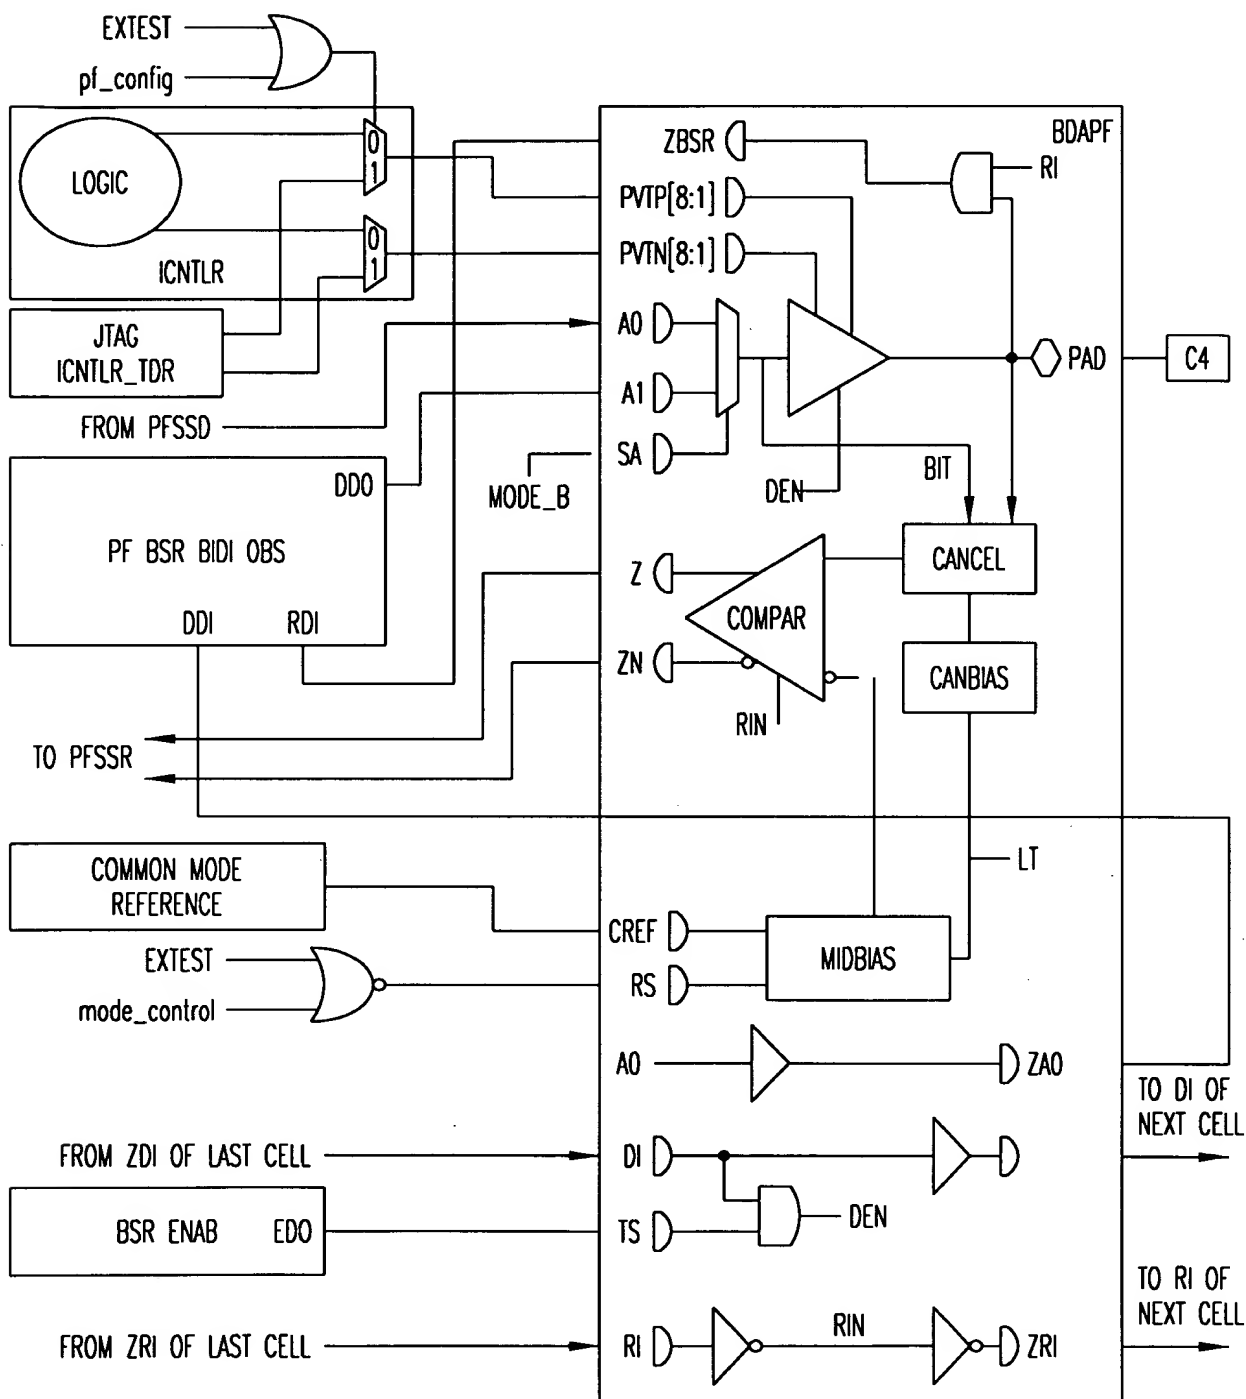 EXTEST
pf_config
BDAPF
ZBSR
RI
0
1
LOGIC
PVTP[8:1]
PVTN[8:1]
0
1
ICNTLR
JTAG
ICNTLR_TDR
A0
PAD
C4
A1
FROM PFSSD
SA
BIT
DDO
MODE_B
DEN
PF BSR BIDI OBS
Z
CANCEL
COMPAR
DDI
RDI
ZN
CANBIAS
RIN
TO PFSSR
COMMON MODE
REFERENCE
LT
CREF
EXTEST
MIDBIAS
RS
mode_control
A0
ZA0
TO DI OF
NEXT CELL
FROM ZDI OF LAST CELL
DI
BSR ENAB
EDO
TS
DEN
TO RI OF
NEXT CELL
RIN
FROM ZRI OF LAST CELL
RI
ZRI